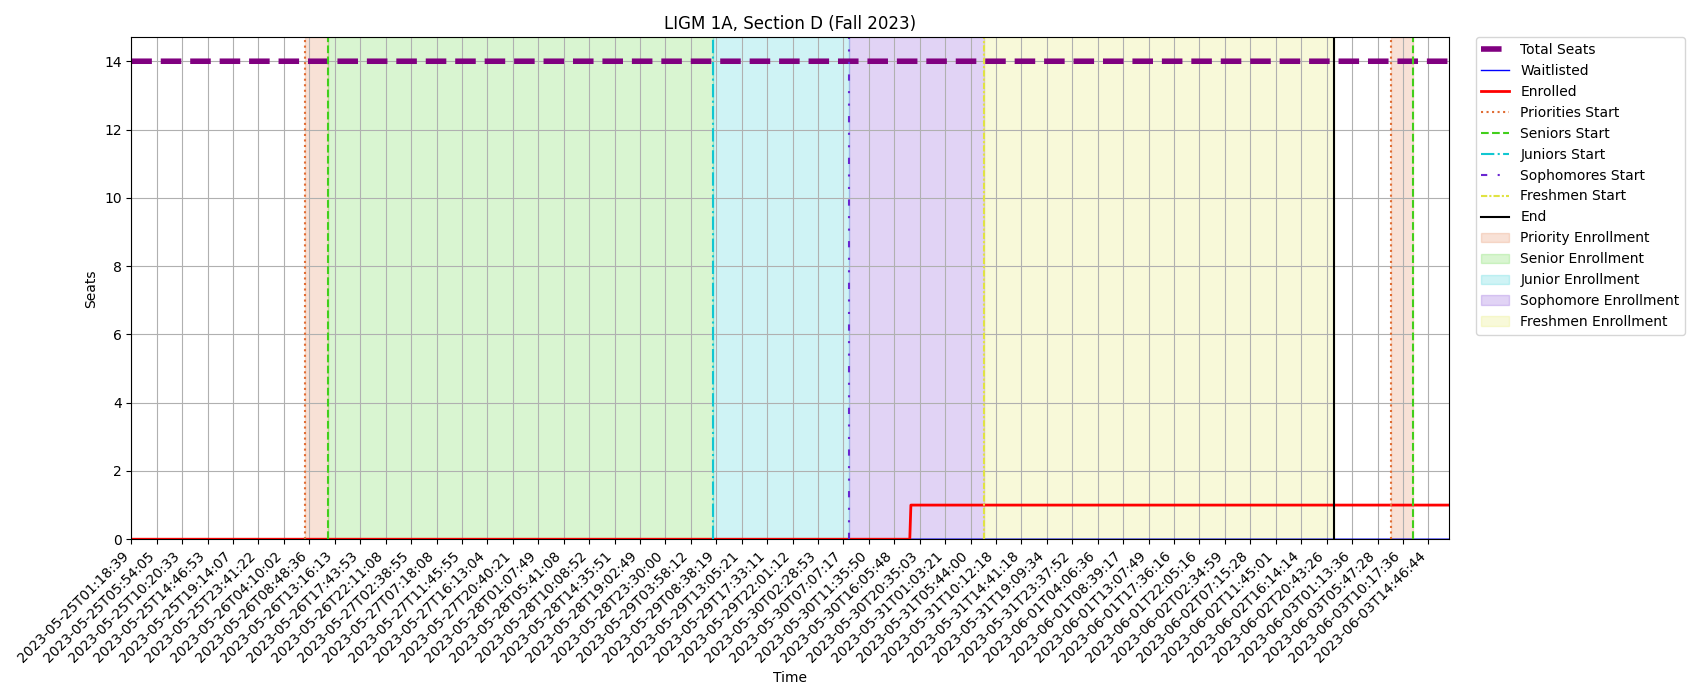 LIGM 1A, Section D (Fall 2023)
Seats
14
12
10
8
6
4
2
0
2023-05-25T01:18:39
2023-05-25T05:54:05
2023-05-25T10:20:33
2023-05-25T14:46:53
2023-05-25T19:14:07
2023-05-25T23:41:22
2023-05-26T04:10:02
2023-05-26T08:48:36
2023-05-26T13:16:13
2023-05-26T17:43:53
2023-05-26T22:11:08
2023-05-27T02:38:55
2023-05-27T07:18:08
2023-05-27T11:45:55
2023-05-27T16:13:04
2023-05-27T20:40:21
2023-05-28T01:07:49
2023-05-28T05:41:08
2023-05-28T10:08:52
2023-05-28T14:35:51
2023-05-28T19:02:49
2023-05-28T23:30:00
2023-05-29T03:58:12
2023-05-29T08:38:19
2023-05-29T13:05:21
2023-05-29T17:33:11
2023-05-29T22:01:12
2023-05-30T02:28:53
2023-05-30T07:07:17
2023-05-30T11:35:50
2023-05-30T16:05:48
2023-05-30T20:35:03
2023-05-31T01:03:21
2023-05-31T05:44:00
2023-05-31T10:12:18
2023-05-31T14:41:18
2023-05-31T19:09:34
2023-05-31T23:37:52
2023-06-01T04:06:36
2023-06-01T08:39:17
2023-06-01T13:07:49
2023-06-01T17:36:16
2023-06-01T22:05:16
2023-06-02T02:34:59
2023-06-02T07:15:28
2023-06-02T11:45:01
2023-06-02T16:14:14
2023-06-02T20:43:26
2023-06-03T01:13:36
2023-06-03T05:47:28
2023-06-03T10:17:36
2023-06-03T14:46:44
Time
Total Seats
Waitlisted
Enrolled
Priorities Start
Seniors Start
Juniors Start
Sophomores Start
Freshmen Start
End
Priority Enrollment
Senior Enrollment
Junior Enrollment
Sophomore Enrollment
Freshmen Enrollment